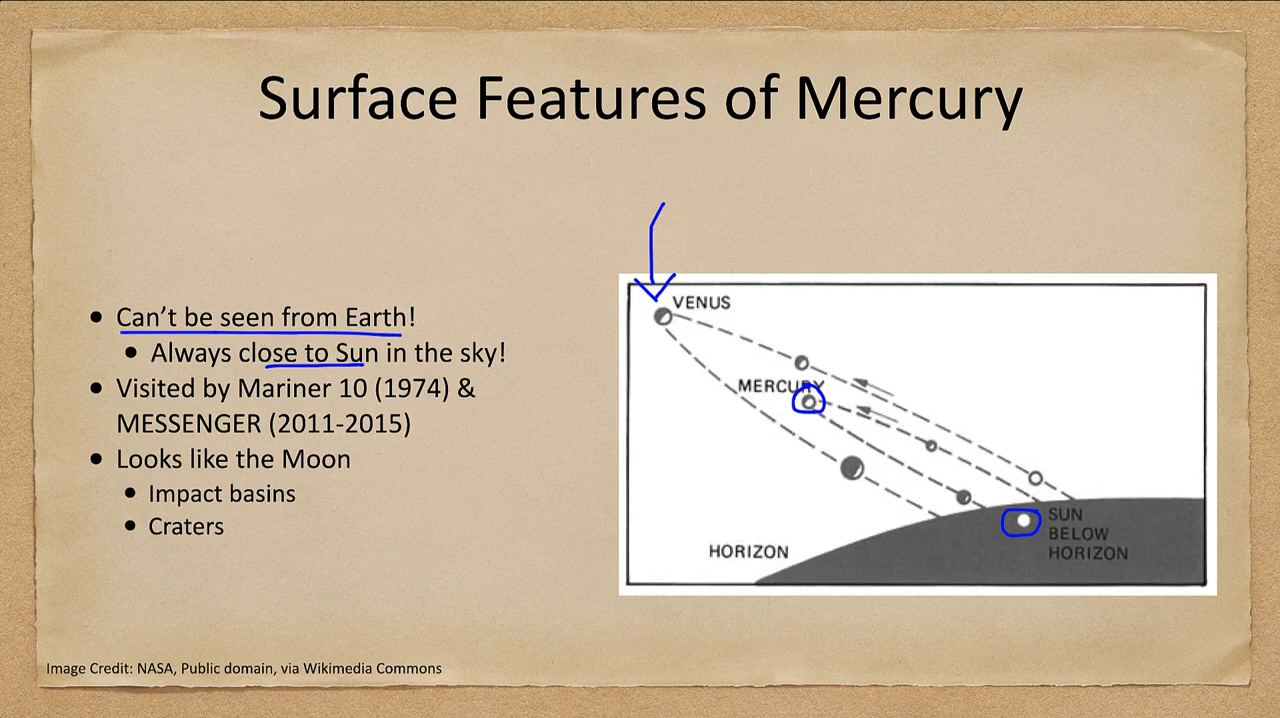 Surface Features of Mercury
• Can’t be seen from Earth!
• Always close to Sun in the sky!
• Visited by Mariner 10 (1974) &
MESSENGER (2011-2015)
• Looks like the Moon
• Impact basins
• Craters
VENUS
MERCURY
SUN
BELOW
HORIZON
HORIZON
Image Credit: NASA, Public domain, via Wikimedia Commons